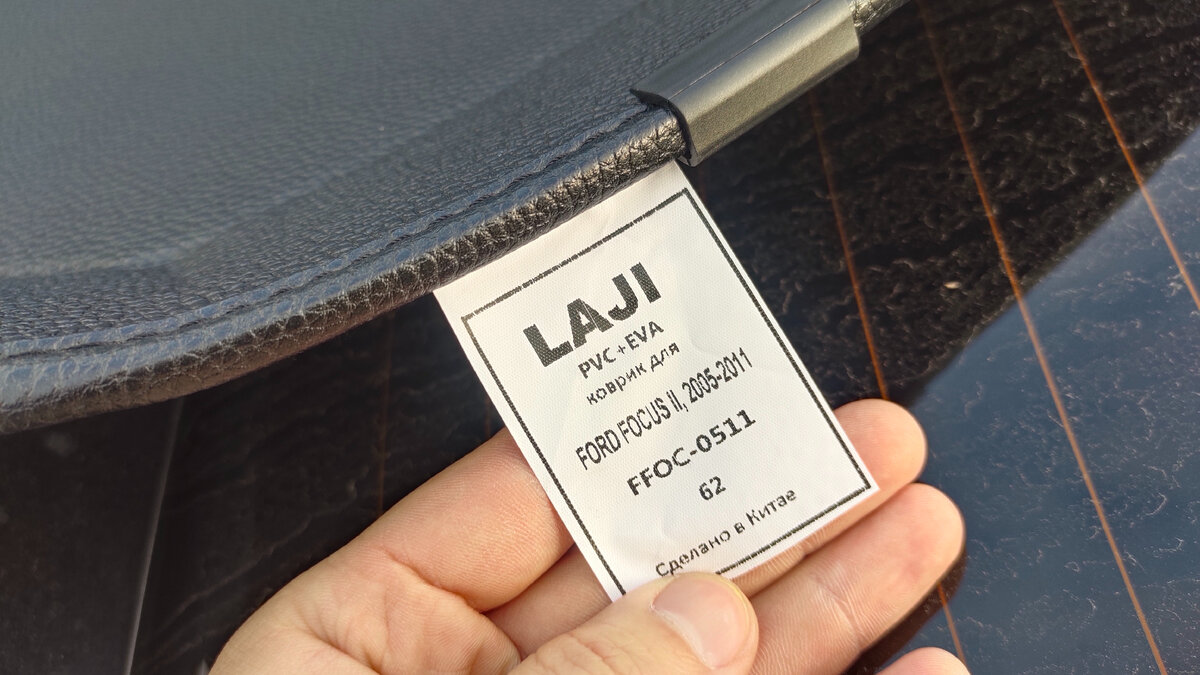 LAJI
PVC+EVA
коврик для
FORD FOCUS II, 2005-2011
FFOC-0511
62
Сделано в Китае